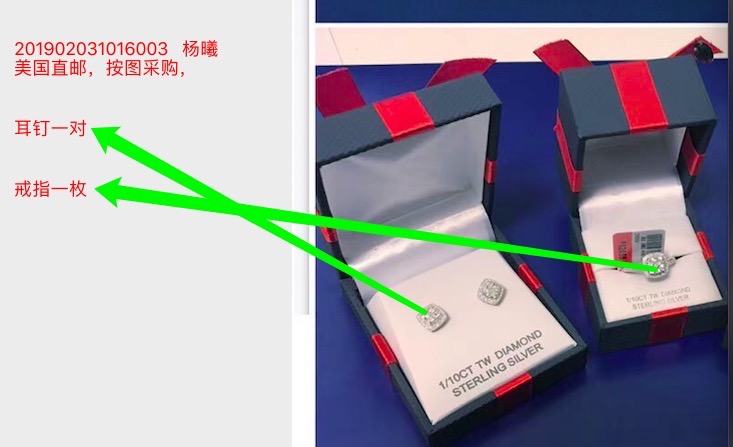 201902031016003 杨曦
美国直邮，按图采购，
耳钉一对
戒指一枚
1/10CT TW DIAMOND
STERLING SILVER
1/10CT TW DIAMOND
STERLING SILVER